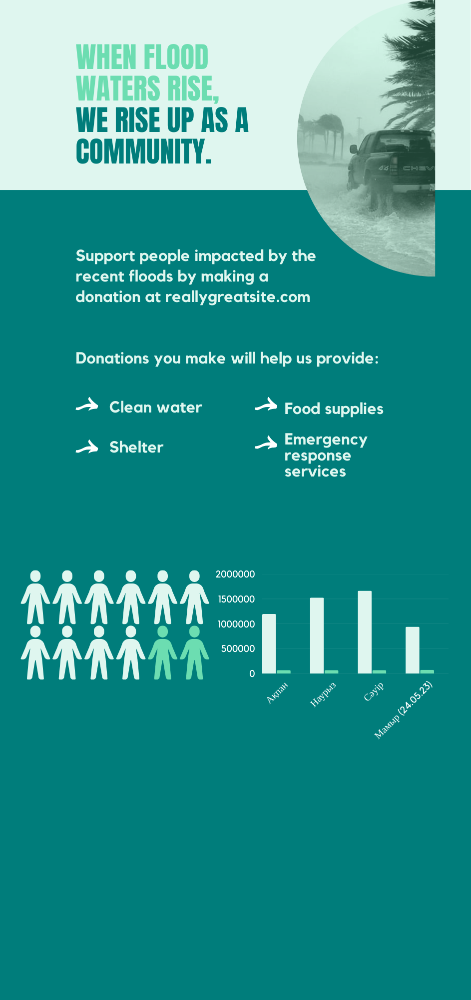 WHEN FLOOD
WATERS RISE,
WE RISE UP AS A
COMMUNITY.
CHEV
Support people impacted by the
recent floods by making a
donation at reallygreatsite.com
Donations you make will help us provide:
Clean water
Food supplies
Shelter
Emergency
response
services
2000000
1500000
1000000
500000
0
Ақпан
Наурыз
Сәуір
Мамыр (24.05.23)